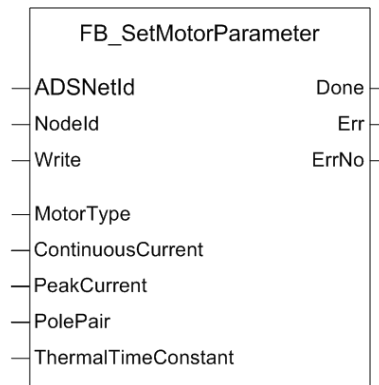 FB_SetMotorParameter
ADSNetId Done
NodeId Err
Write ErrNo
MotorType
ContinuousCurrent
PeakCurrent
PolePair
ThermalTimeConstant